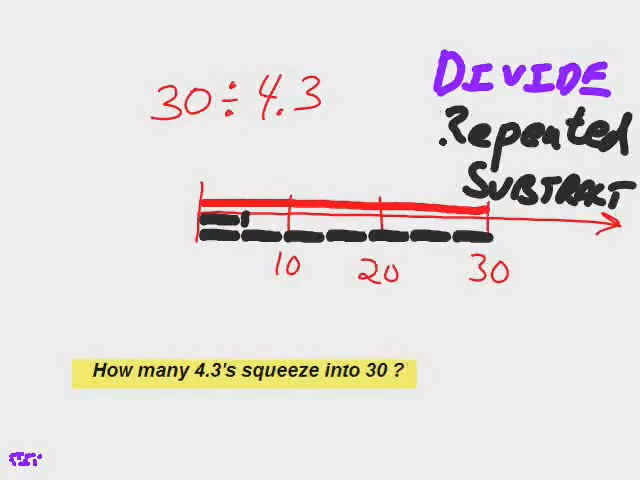 DIVIDE
30 ÷ 4.3
Repeated
SUBTRACT
10 20 30
How many 4.3's squeeze into 30 ?